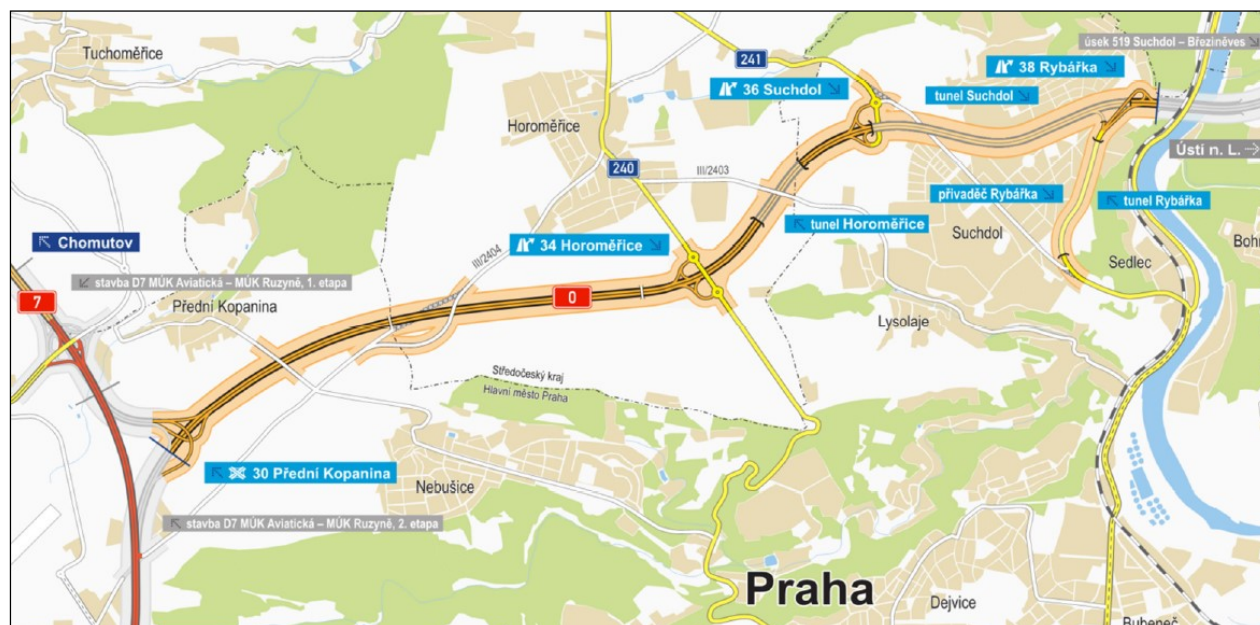 úsek 519 Suchdol – Březiněves
Tuchoměřice
241
38 Rybářka
36 Suchdol
tunel Suchdol
Horoměřice
Ústí n. L.
240
III/2403
přivaděč Rybářka
tunel Rybářka
tunel Horoměřice
Suchdol
Chomutov
34 Horoměřice
III/2404
Boh
Sedlec
stavba D7 MÚK Aviatická – MÚK Ruzyně, 1. etapa
7
0
Přední Kopanina
Lysolaje
Středočeský kraj
Hlavní město Praha
30 Přední Kopanina
Nebušice
stavba D7 MÚK Aviatická – MÚK Ruzyně, 2. etapa
Praha
Dejvice
Bubeneč